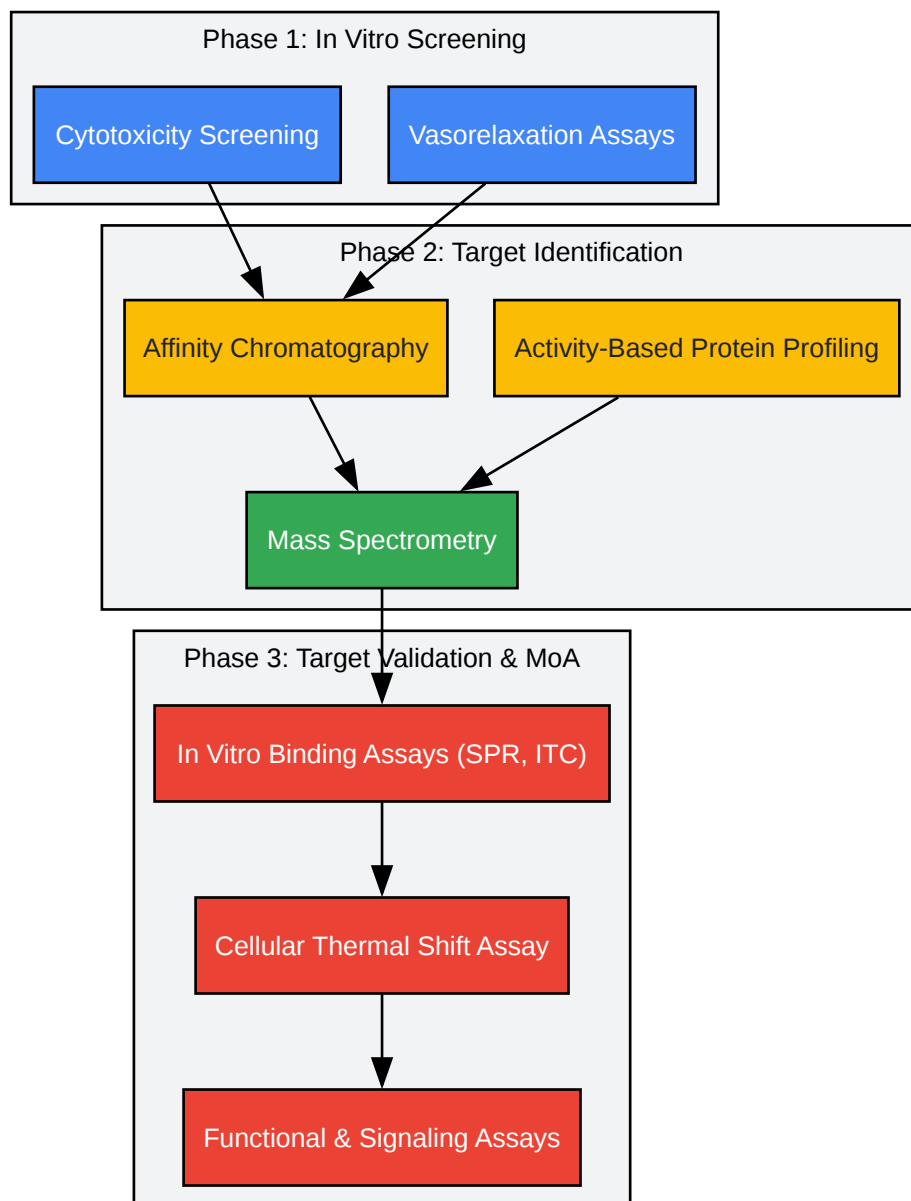 Phase 1: In Vitro Screening
Cytotoxicity Screening
Vasorelaxation Assays
Phase 2: Target Identification
Affinity Chromatography
Activity-Based Protein Profiling
Mass Spectrometry
Phase 3: Target Validation & MoA
In Vitro Binding Assays (SPR, ITC)
Cellular Thermal Shift Assay
Functional & Signaling Assays